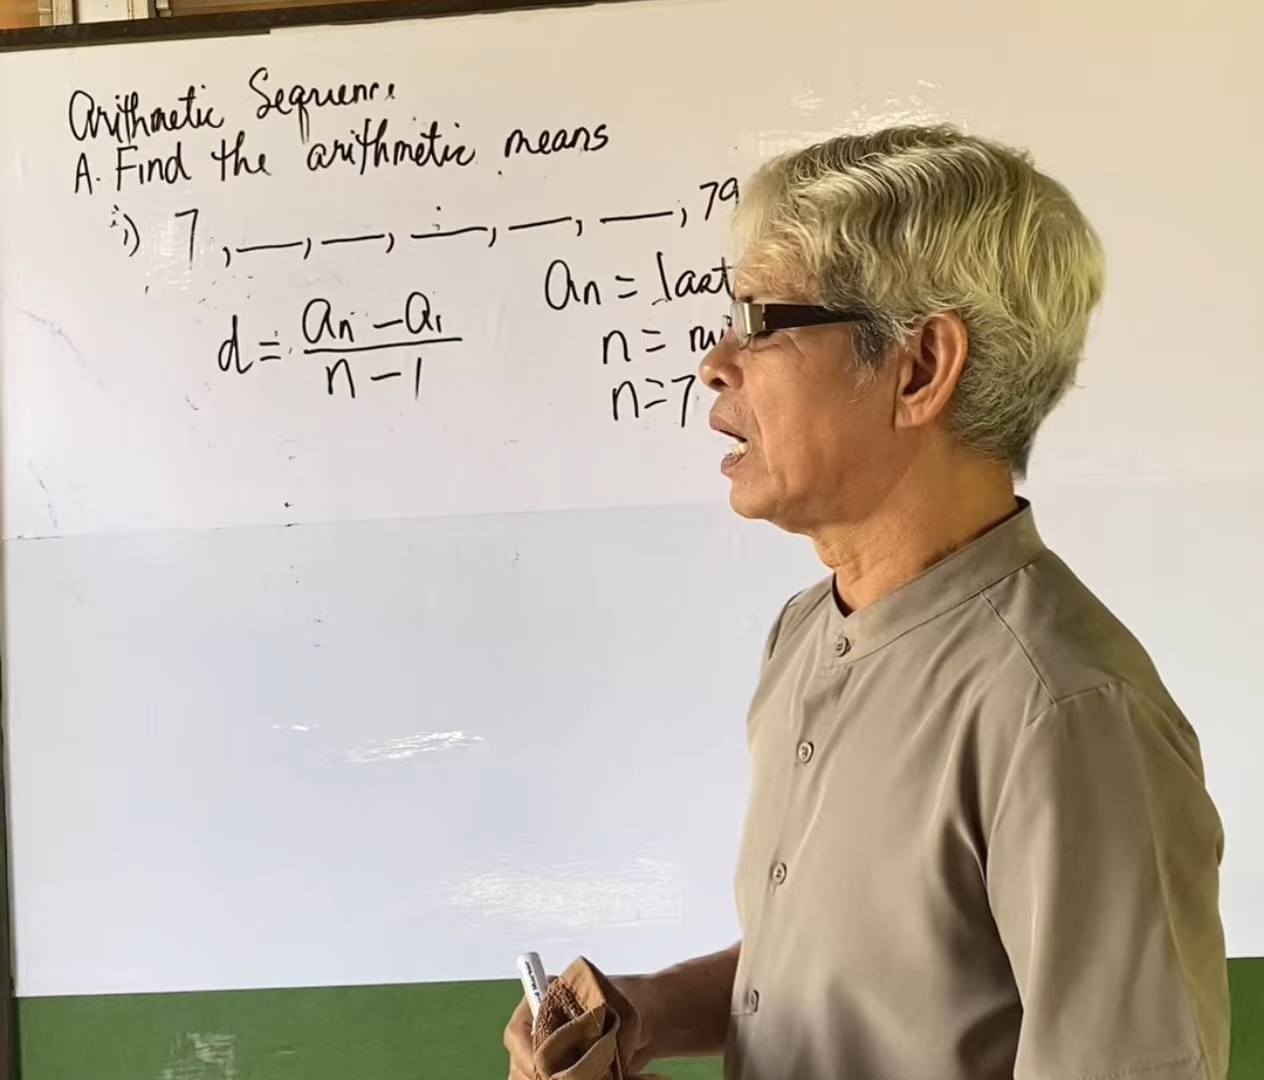 Arithmetic Sequence
A. Find the arithmetic means
1) 7, __, __, __, __, __, 79
d = (an - a1) / (n - 1)
an = last
n =
n = 7